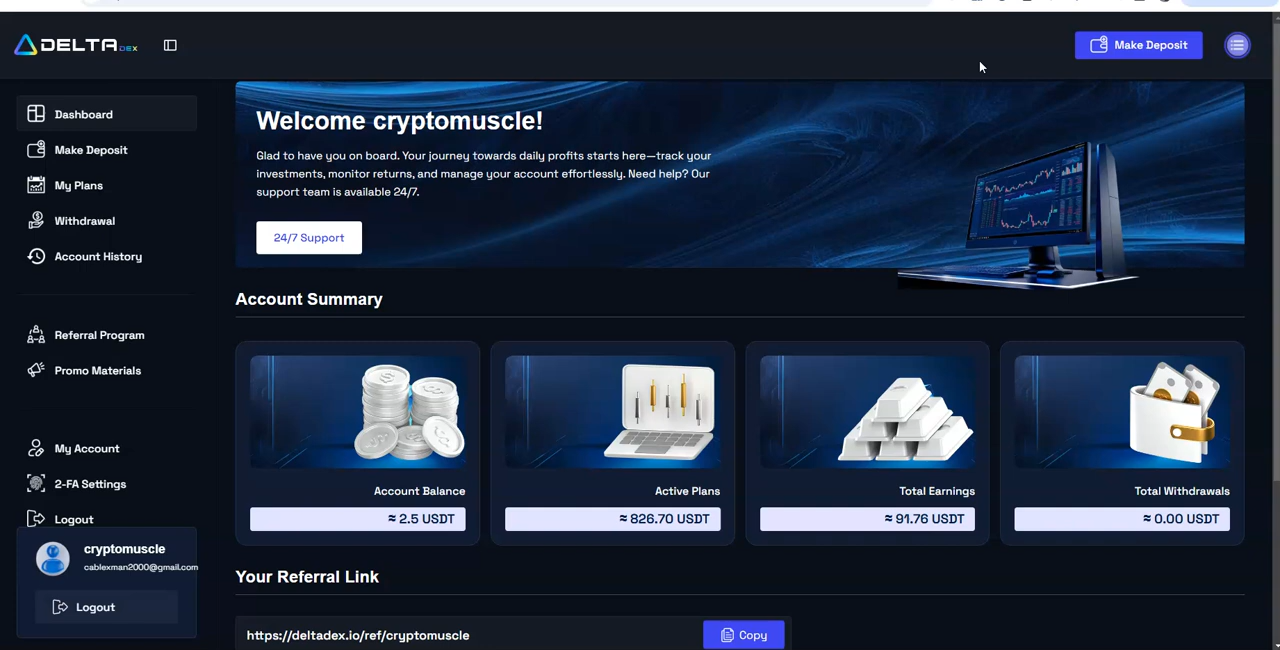 DELTA DEX
Make Deposit
Dashboard
Make Deposit
My Plans
Withdrawal
Account History
Referral Program
Promo Materials
My Account
2-FA Settings
Logout
cryptomuscle
cablexman2000@gmail.com
Logout
Welcome cryptomuscle!
Glad to have you on board. Your journey towards daily profits starts here—track your
investments, monitor returns, and manage your account effortlessly. Need help? Our
support team is available 24/7.
24/7 Support
Account Summary
Account Balance
≈ 2.5 USDT
Active Plans
≈ 826.70 USDT
Total Earnings
≈ 91.76 USDT
Total Withdrawals
≈ 0.00 USDT
Your Referral Link
https://deltadex.io/ref/cryptomuscle
Copy